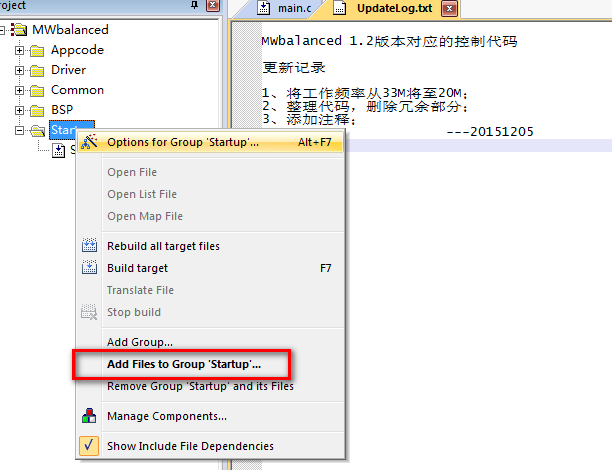 roject
main.c
UpdateLog.txt
MWbalanced
Appcode
Driver
Common
BSP
Start
S
Options for Group 'Startup'... Alt+F7
Open File
Open List File
Open Map File
Rebuild all target files
Build target F7
Translate File
Stop build
Add Group...
Add Files to Group 'Startup'...
Remove Group 'Startup' and its Files
Manage Components...
Show Include File Dependencies
MWbalanced 1.2版本对应的控制代码
更新记录
1、将工作频率从33M将至20M;
2、整理代码，删除冗余部分;
3、添加注释;
---20151205